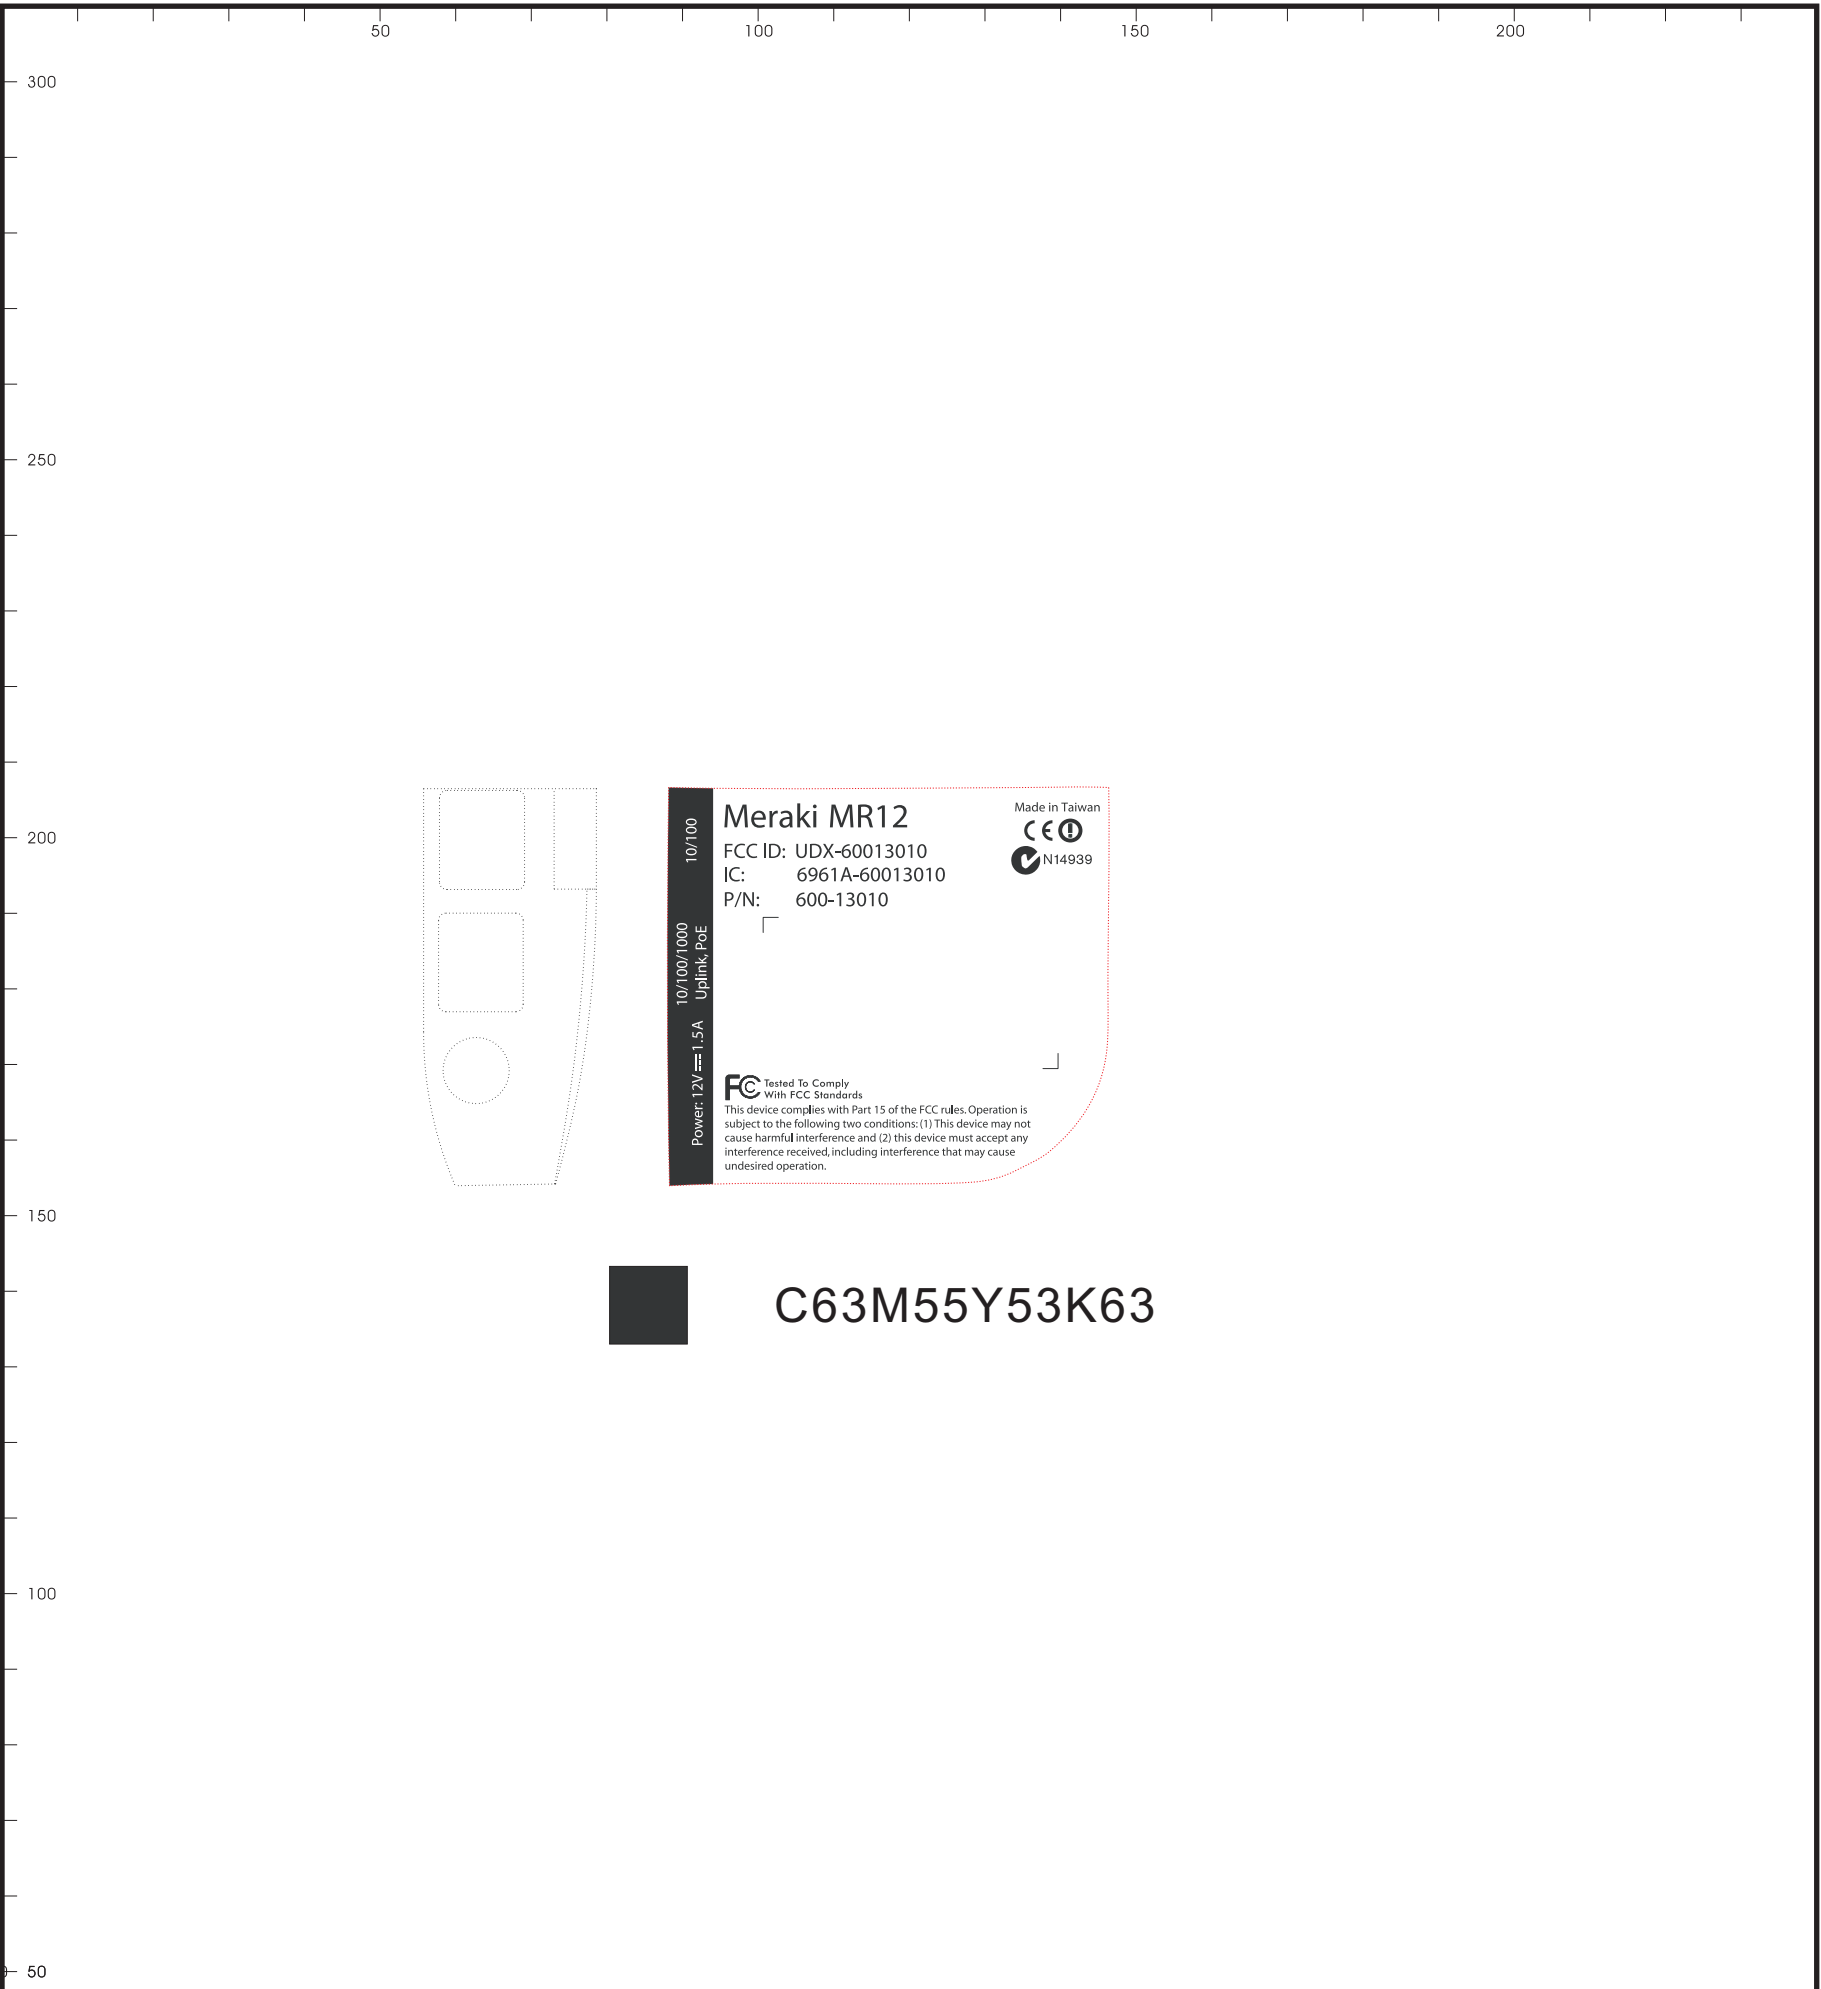 50 100 150 200
300
250
200
150
100
50
10/100
10/100/1000
Uplink, PoE
Power: 12V 1.5A
Meraki MR12
FCC ID: UDX-60013010
IC: 6961A-60013010
P/N: 600-13010
Made in Taiwan
CE
N14939
FC Tested To Comply
With FCC Standards
This device complies with Part 15 of the FCC rules. Operation is
subject to the following two conditions: (1) This device may not
cause harmful interference and (2) this device must accept any
interference received, including interference that may cause
undesired operation.
C63M55Y53K63